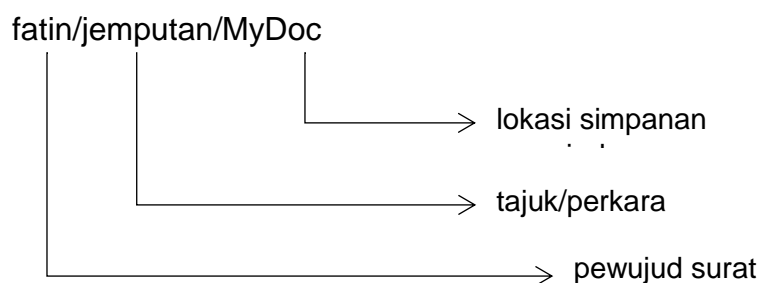 fatin/jemputan/MyDoc
lokasi simpanan
tajuk/perkara
pewujud surat